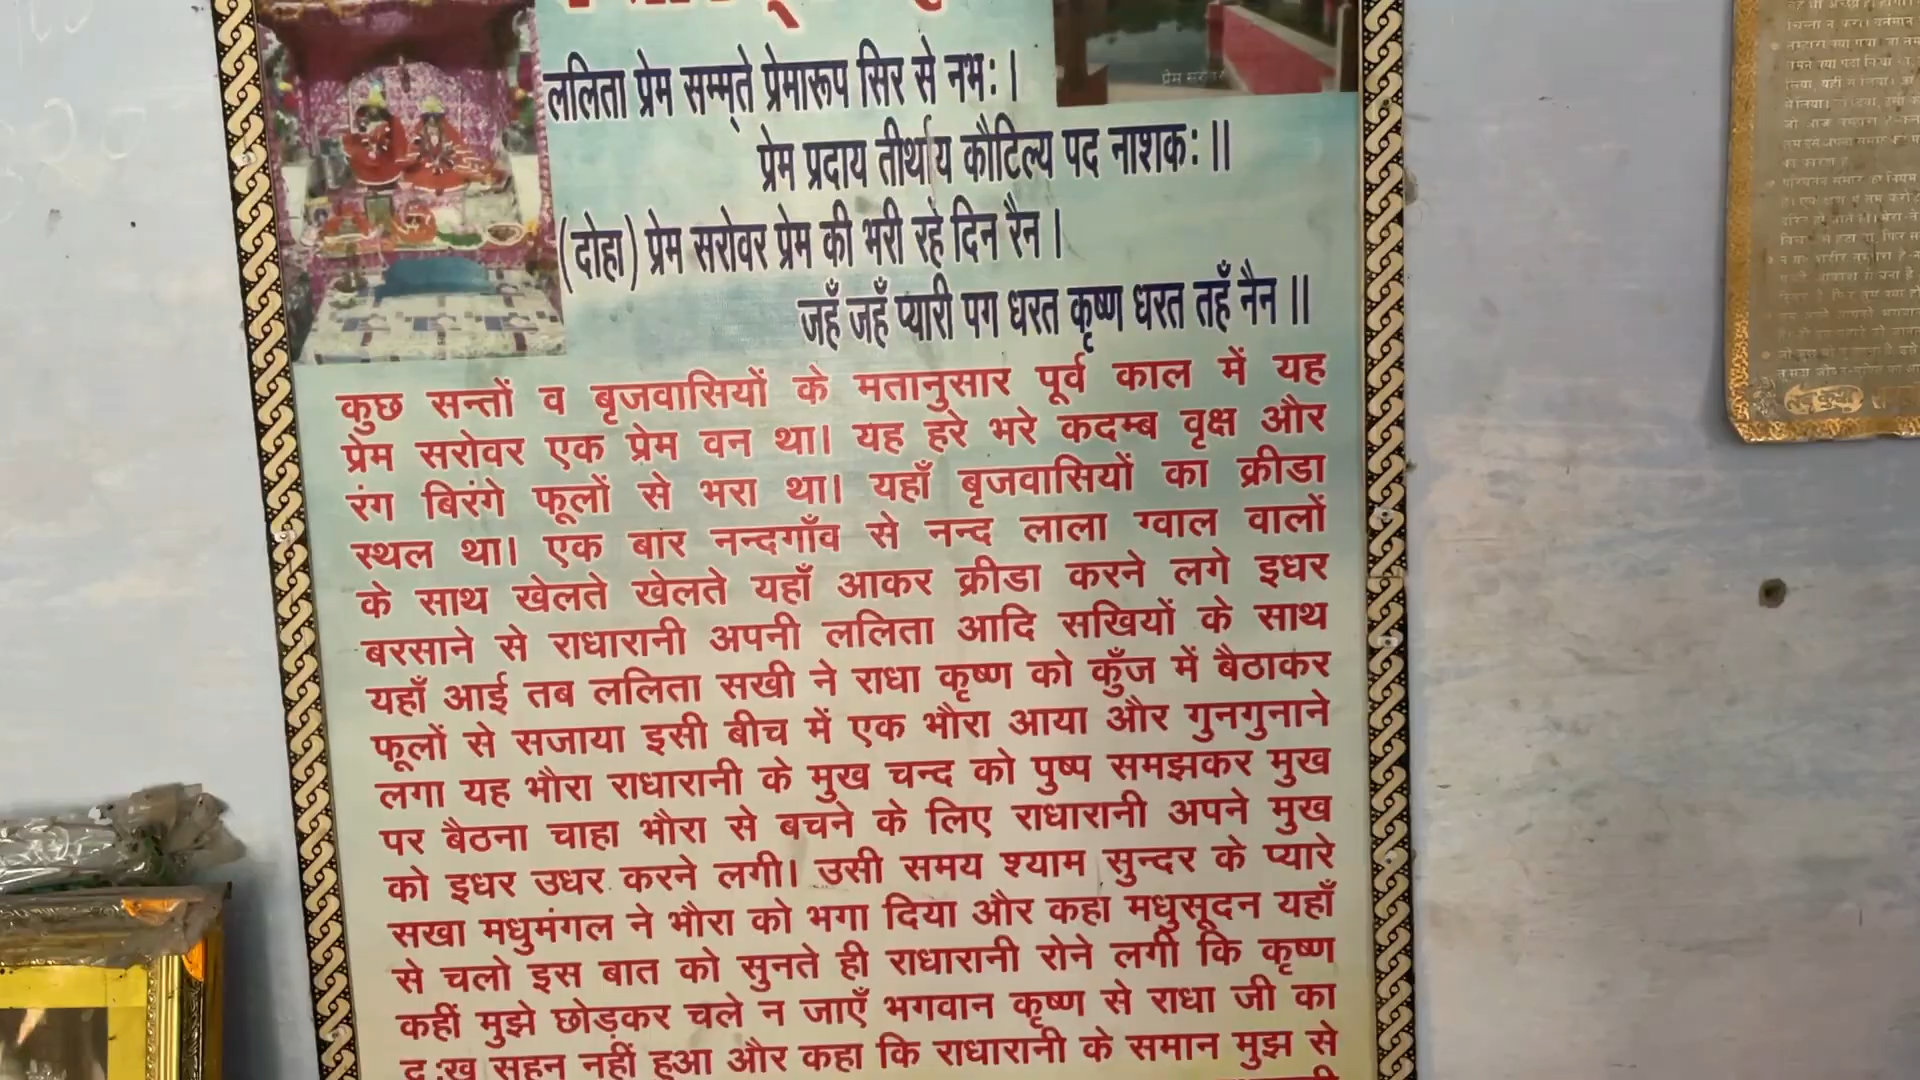 ललिता प्रेम सम्म्ते प्रेमारूप सिर से नभः।
प्रेम सरोवर
प्रेम प्रदाय तीर्थाय कौटिल्य पद नाशकः॥
(दोहा) प्रेम सरोवर प्रेम की भरी रहे दिन रैन।
जहँ जहँ प्यारी पग धरत कृष्ण धरत तहँ नैन॥
कुछ सन्तों व बृजवासियों के मतानुसार पूर्व काल में यह
प्रेम सरोवर एक प्रेम वन था। यह हरे भरे कदम्ब वृक्ष और
रंग बिरंगे फूलों से भरा था। यहाँ बृजवासियों का क्रीडा
स्थल था। एक बार नन्दगाँव से नन्द लाला ग्वाल वालों
के साथ खेलते खेलते यहाँ आकर क्रीडा करने लगे इधर
बरसाने से राधारानी अपनी ललिता आदि सखियों के साथ
यहाँ आई तब ललिता सखी ने राधा कृष्ण को कुँज में बैठाकर
फूलों से सजाया इसी बीच में एक भौरा आया और गुनगुनाने
लगा यह भौरा राधारानी के मुख चन्द को पुष्प समझकर मुख
पर बैठना चाहा भौरा से बचने के लिए राधारानी अपने मुख
को इधर उधर करने लगी। उसी समय श्याम सुन्दर के प्यारे
सखा मधुमंगल ने भौरा को भगा दिया और कहा मधुसूदन यहाँ
से चलो इस बात को सुनते ही राधारानी रोने लगी कि कृष्ण
कहीं मुझे छोड़कर चले न जाएँ भगवान कृष्ण से राधा जी का
दुःख सहन नहीं हुआ और कहा कि राधारानी के समान मुझ से